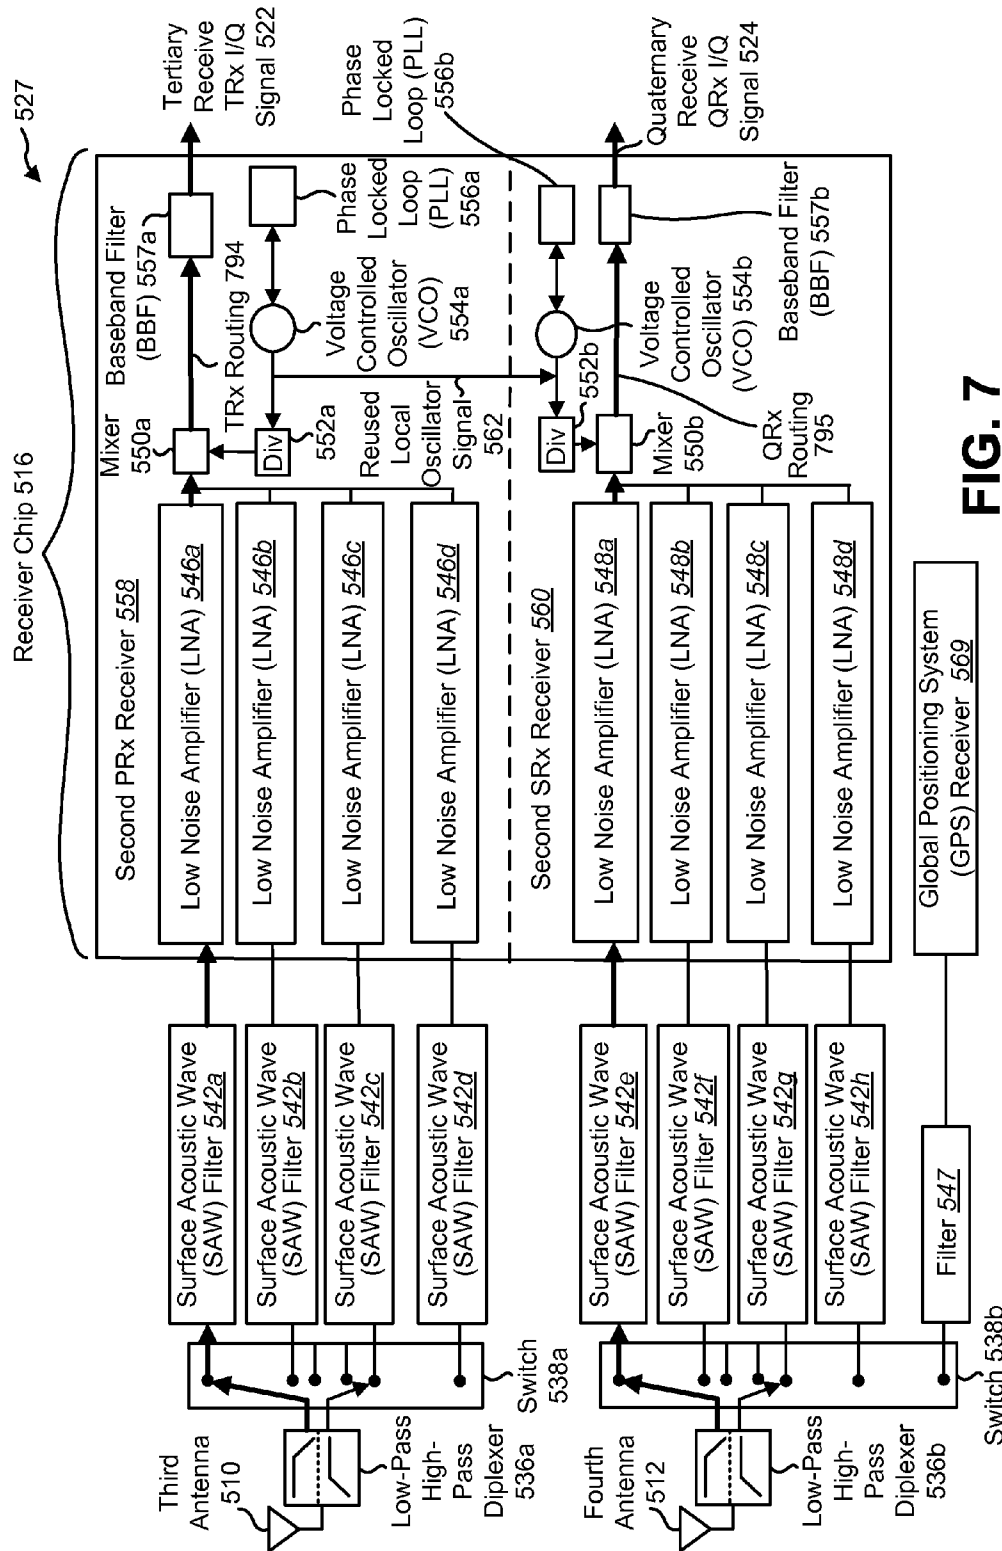 527
Receiver Chip 516
Third
Antenna
510
Low-Pass
High-
Pass
Diplexer
536a
Switch
538a
Surface Acoustic Wave
(SAW) Filter 542a
Surface Acoustic Wave
(SAW) Filter 542b
Surface Acoustic Wave
(SAW) Filter 542c
Surface Acoustic Wave
(SAW) Filter 542d
Second PRx Receiver 558
Low Noise Amplifier (LNA) 546a
Low Noise Amplifier (LNA) 546b
Low Noise Amplifier (LNA) 546c
Low Noise Amplifier (LNA) 546d
Mixer
550a
Div
552a
Reused
Local
Oscillator
Signal
562
Baseband Filter
(BBF) 557a
TRx Routing 794
Voltage
Controlled
Oscillator
(VCO)
554a
Phase
Locked
Loop
(PLL)
556a
Tertiary
Receive
TRx I/Q
Signal 522
Fourth
Antenna
512
Low-Pass
High-
Pass
Diplexer
536b
Switch 538b
Surface Acoustic Wave
(SAW) Filter 542e
Surface Acoustic Wave
(SAW) Filter 542f
Surface Acoustic Wave
(SAW) Filter 542g
Surface Acoustic Wave
(SAW) Filter 542h
Filter 547
Second SRx Receiver 560
Low Noise Amplifier (LNA) 548a
Low Noise Amplifier (LNA) 548b
Low Noise Amplifier (LNA) 548c
Low Noise Amplifier (LNA) 548d
Global Positioning System
(GPS) Receiver 569
Div
552b
Mixer
550b
QRx
Routing
795
Voltage
Controlled
Oscillator
(VCO) 554b
Baseband Filter
(BBF) 557b
Phase
Locked
Loop (PLL)
556b
Quaternary
Receive
QRx I/Q
Signal 524
FIG. 7